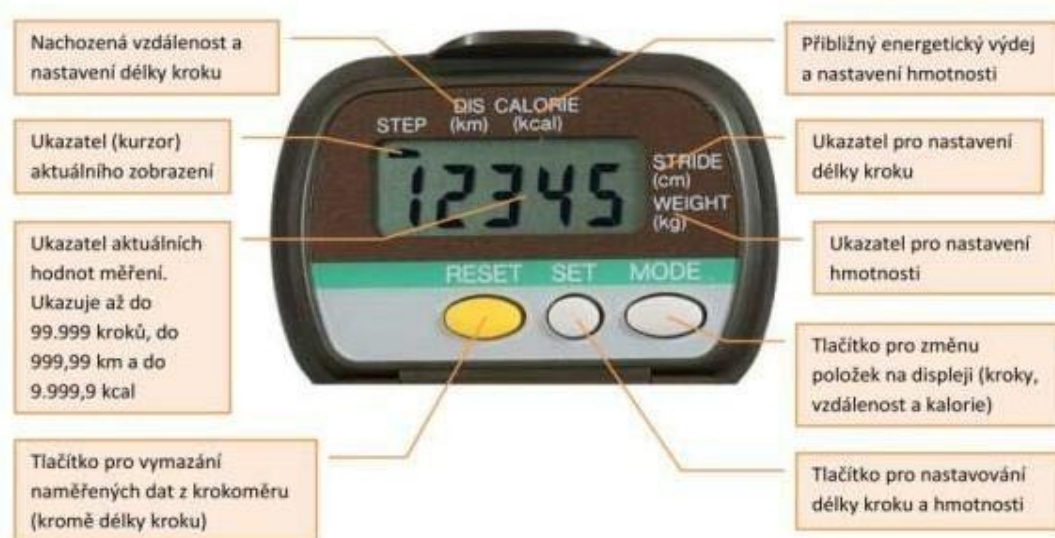 Nachozená vzdálenost a
nastavení délky kroku
Ukazatel (kurzor)
aktuálního zobrazení
Ukazatel aktuálních
hodnot měření.
Ukazuje až do
99.999 kroků, do
999,99 km a do
9.999,9 kcal
Tlačítko pro vymazání
naměřených dat z krokoměru
(kromě délky kroku)
STEP
DIS
(km)
CALORIE
(kcal)
12345
STRIDE
(cm)
WEIGHT
(kg)
RESET SET MODE
Přibližný energetický výdej
a nastavení hmotnosti
Ukazatel pro nastavení
délky kroku
Ukazatel pro nastavení
hmotnosti
Tlačítko pro změnu
položek na displeji (kroky,
vzdálenost a kalorie)
Tlačítko pro nastavování
délky kroku a hmotnosti